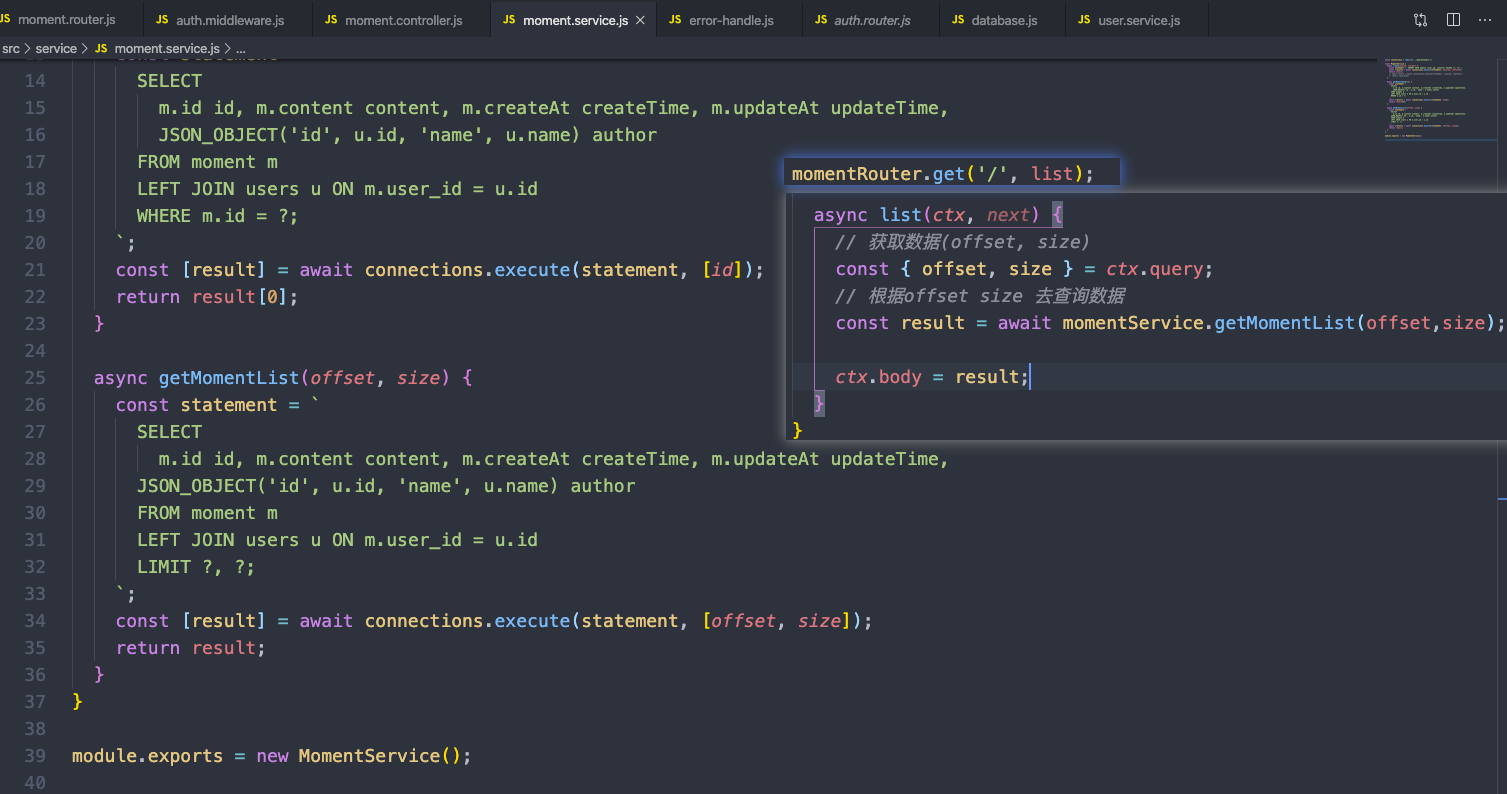 JS moment.router.js JS auth.middleware.js JS moment.controller.js JS moment.service.js JS error-handle.js JS auth.router.js JS database.js JS user.service.js
src > service > JS moment.service.js > ...
14 SELECT
15 m.id id, m.content content, m.createAt createTime, m.updateAt updateTime,
16 JSON_OBJECT('id', u.id, 'name', u.name) author
17 FROM moment m
18 LEFT JOIN users u ON m.user_id = u.id
19 WHERE m.id = ?;
20 `;
21 const [result] = await connections.execute(statement, [id]);
22 return result[0];
23 }
24
25 async getMomentList(offset, size) {
26 const statement = `
27 SELECT
28 m.id id, m.content content, m.createAt createTime, m.updateAt updateTime,
29 JSON_OBJECT('id', u.id, 'name', u.name) author
30 FROM moment m
31 LEFT JOIN users u ON m.user_id = u.id
32 LIMIT ?, ?;
33 `;
34 const [result] = await connections.execute(statement, [offset, size]);
35 return result;
36 }
37 }
38
39 module.exports = new MomentService();
40
momentRouter.get('/', list);
async list(ctx, next) {
// 获取数据(offset, size)
const { offset, size } = ctx.query;
// 根据offset size 去查询数据
const result = await momentService.getMomentList(offset,size);
ctx.body = result;
}
}